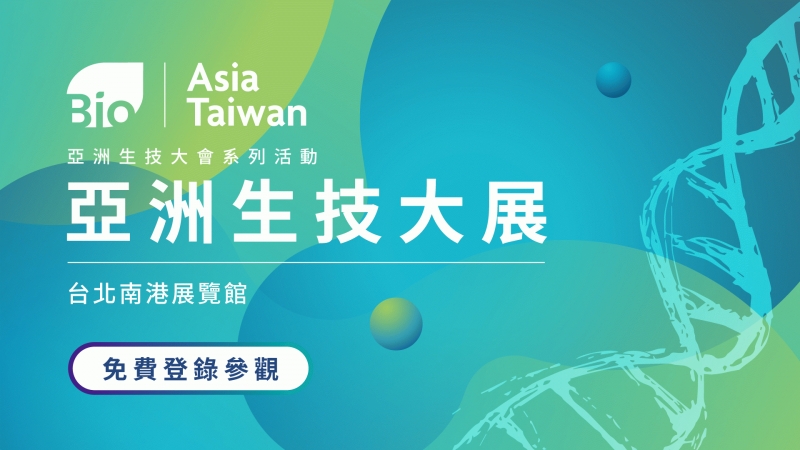 Bio
Asia
Taiwan
亞洲生技大會系列活動
亞洲生技大展
台北南港展覽館
免費登錄參觀